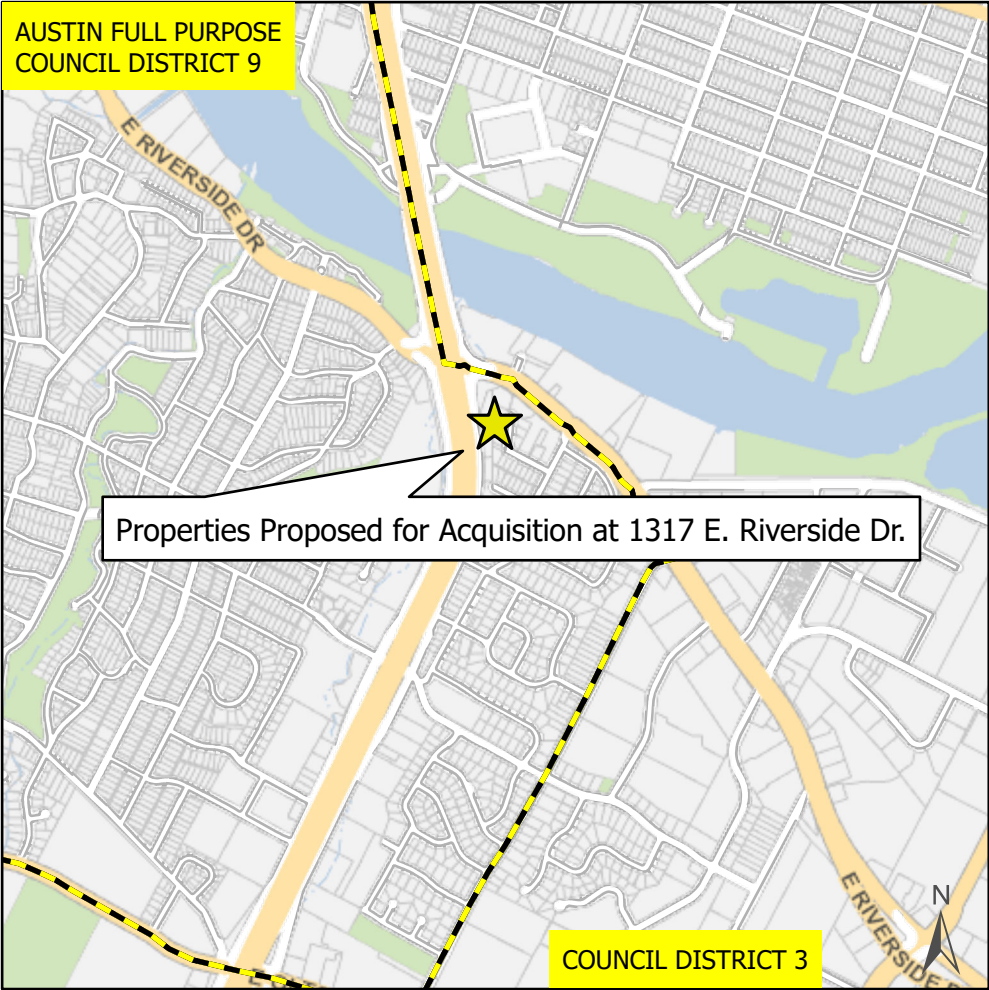 AUSTIN FULL PURPOSE
COUNCIL DISTRICT 9
E RIVERSIDE DR
Properties Proposed for Acquisition at 1317 E. Riverside Dr.
N
E RIVERSIDE
COUNCIL DISTRICT 3